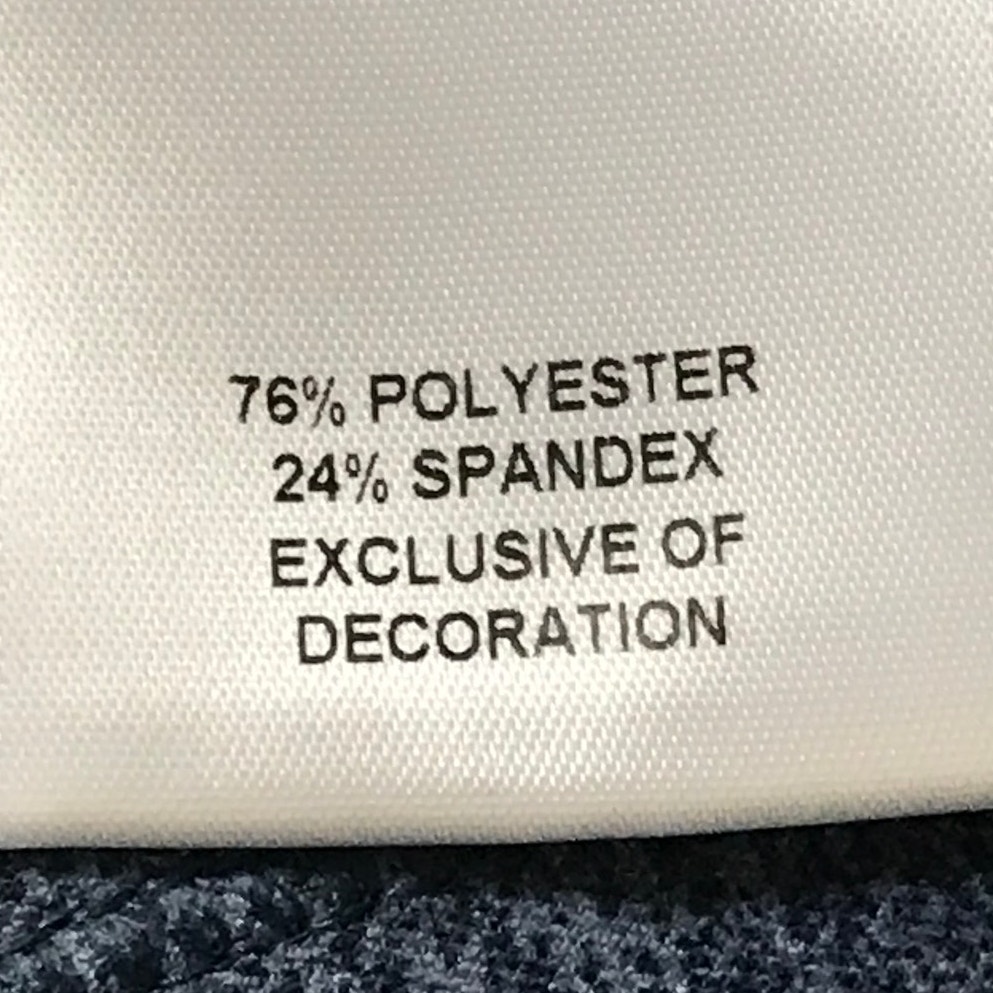 76% POLYESTER
24% SPANDEX
EXCLUSIVE OF
DECORATION